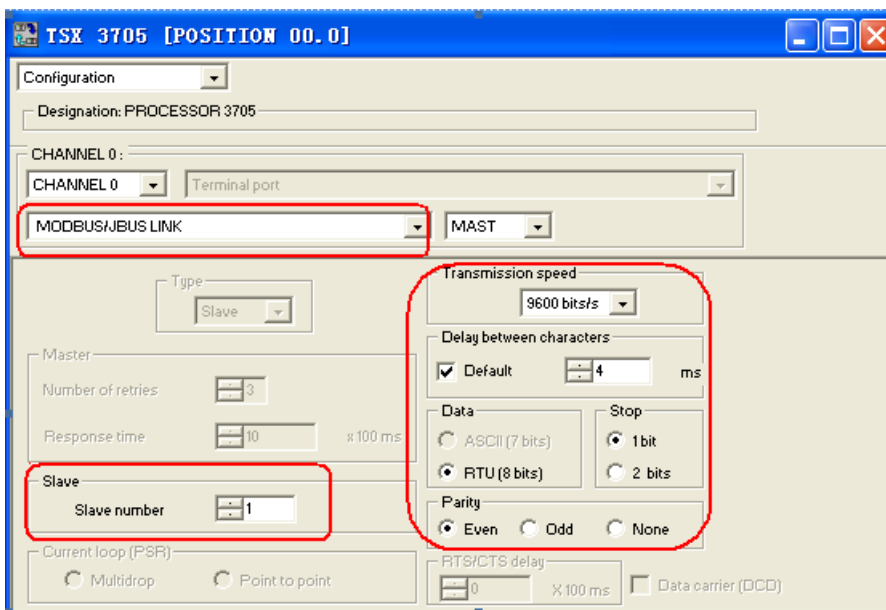 TSX 3705 [POSITION 00.0]
Configuration
Designation: PROCESSOR 3705
CHANNEL 0 :
CHANNEL 0 Terminal port
MODBUS/JBUS LINK MAST
Type
Slave
Transmission speed
9600 bits/s
Delay between characters
Default 4 ms
Master
Number of retries 3
Response time 10 x 100 ms
Data
ASCII (7 bits)
RTU (8 bits)
Stop
1 bit
2 bits
Slave
Slave number 1
Parity
Even Odd None
Current loop (PSR)
Multidrop Point to point
RTS/CTS delay
0 X 100 ms Data carrier (DCD)